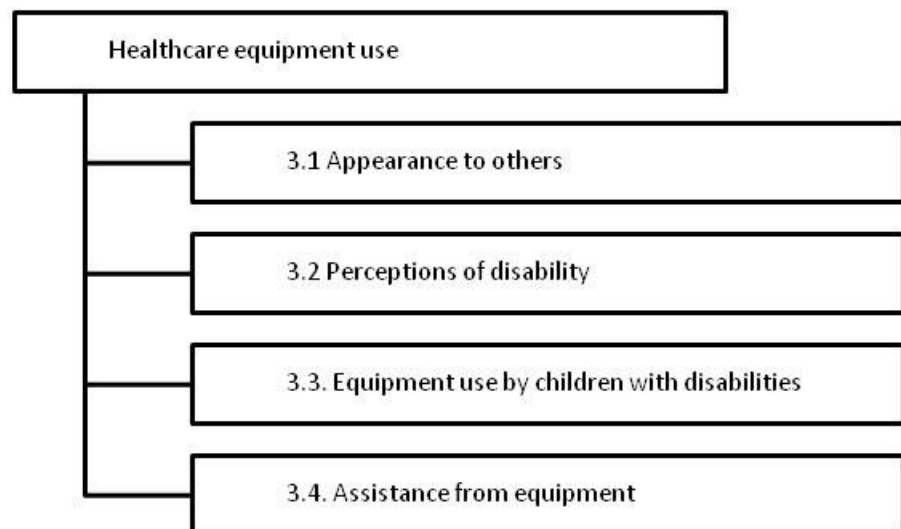 Healthcare equipment use
3.1 Appearance to others
3.2 Perceptions of disability
3.3. Equipment use by children with disabilities
3.4. Assistance from equipment